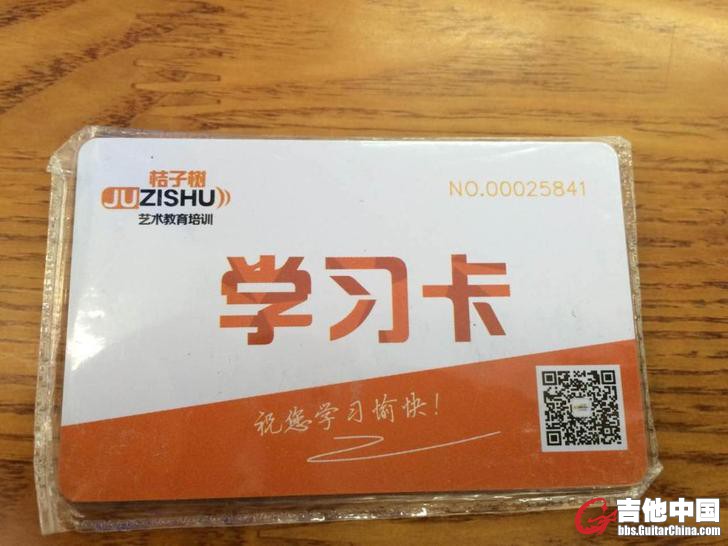 桔子树
JUZISHU
艺术教育培训
NO.00025841
学习卡
祝您学习愉快!
吉他中国
bbs.GuitarChina.com